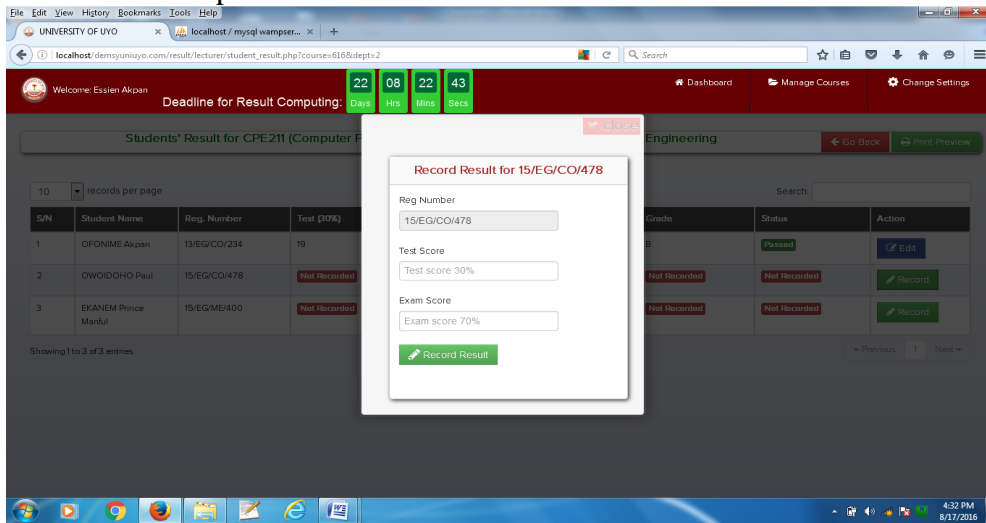 File Edit View History Bookmarks Tools Help
UNIVERSITY OF UYO × localhost / mysql wampser... × +
localhost/demsyuniuyo.com/result/lecturer/student_result.php?course=616&dept=2 Search
Welcome: Essien Akpan Deadline for Result Computing: 22 Days 08 Hrs 22 Mins 43 Secs Dashboard Manage Courses Change Settings
close
Students' Result for CPE211 (Computer Engineering Go Back Print Preview
Record Result for 15/EG/CO/478
10 records per page Search:
Reg Number
15/EG/CO/478
S/N Student Name Reg. Number Test (30%) Grade Status Action
1 OFONIME Akpan 13/EG/CO/234 19 B Passed Edit
Test Score
Test score 30%
2 OWOIDOHO Paul 15/EG/CO/478 Not Recorded Not Recorded Not Recorded Record
Exam Score
Exam score 70%
3 EKANEM Prince Manful 15/EG/ME/400 Not Recorded Not Recorded Not Recorded Record
Record Result
Showing 1 to 3 of 3 entries Previous 1 Next
4:32 PM
8/17/2016